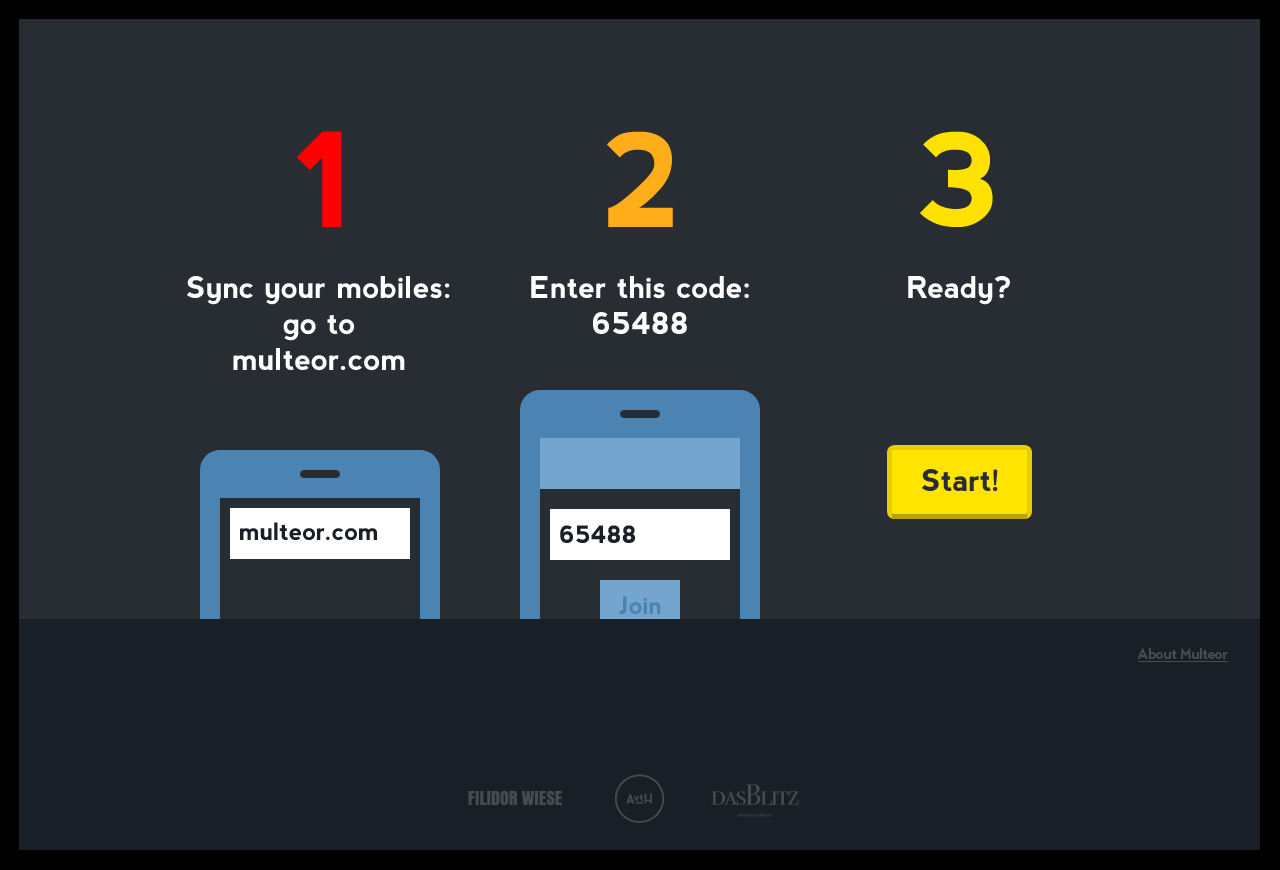 1
Sync your mobiles:
go to
multeor.com
multeor.com
2
Enter this code:
65488
65488
Join
3
Ready?
Start!
About Multeor
FILIDOR WIESE
AVTH
DASBLITZ